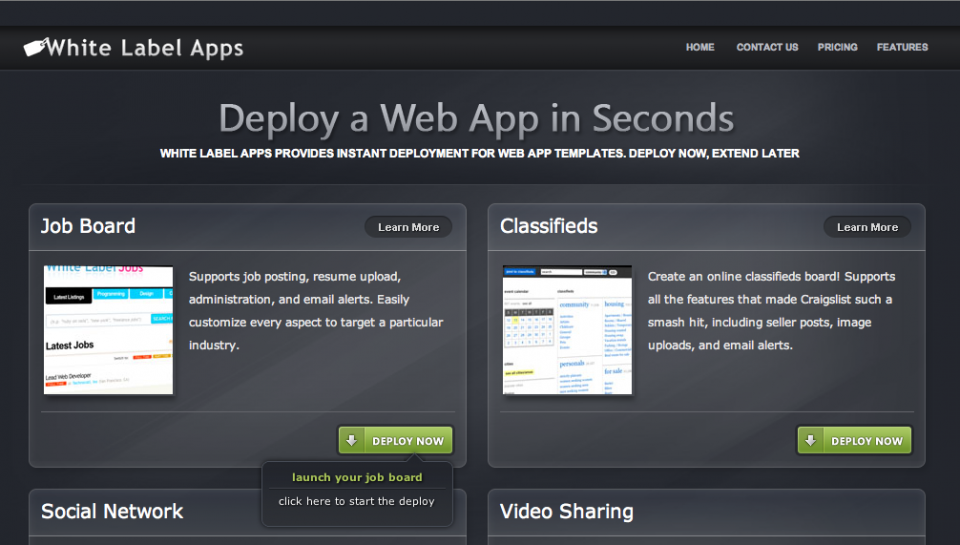 White Label Apps
HOME CONTACT US PRICING FEATURES
Deploy a Web App in Seconds
WHITE LABEL APPS PROVIDES INSTANT DEPLOYMENT FOR WEB APP TEMPLATES. DEPLOY NOW, EXTEND LATER
Job Board
Learn More
White Label Jobs
Latest Listings
Programming
Design
Latest Jobs
Lead Web Developer
Supports job posting, resume upload,
administration, and email alerts. Easily
customize every aspect to target a particular
industry.
DEPLOY NOW
launch your job board
click here to start the deploy
Classifieds
Learn More
event calendar
classifieds
community
housing
personals
for sale
Create an online classifieds board! Supports
all the features that made Craigslist such a
smash hit, including seller posts, image
uploads, and email alerts.
DEPLOY NOW
Social Network
Video Sharing